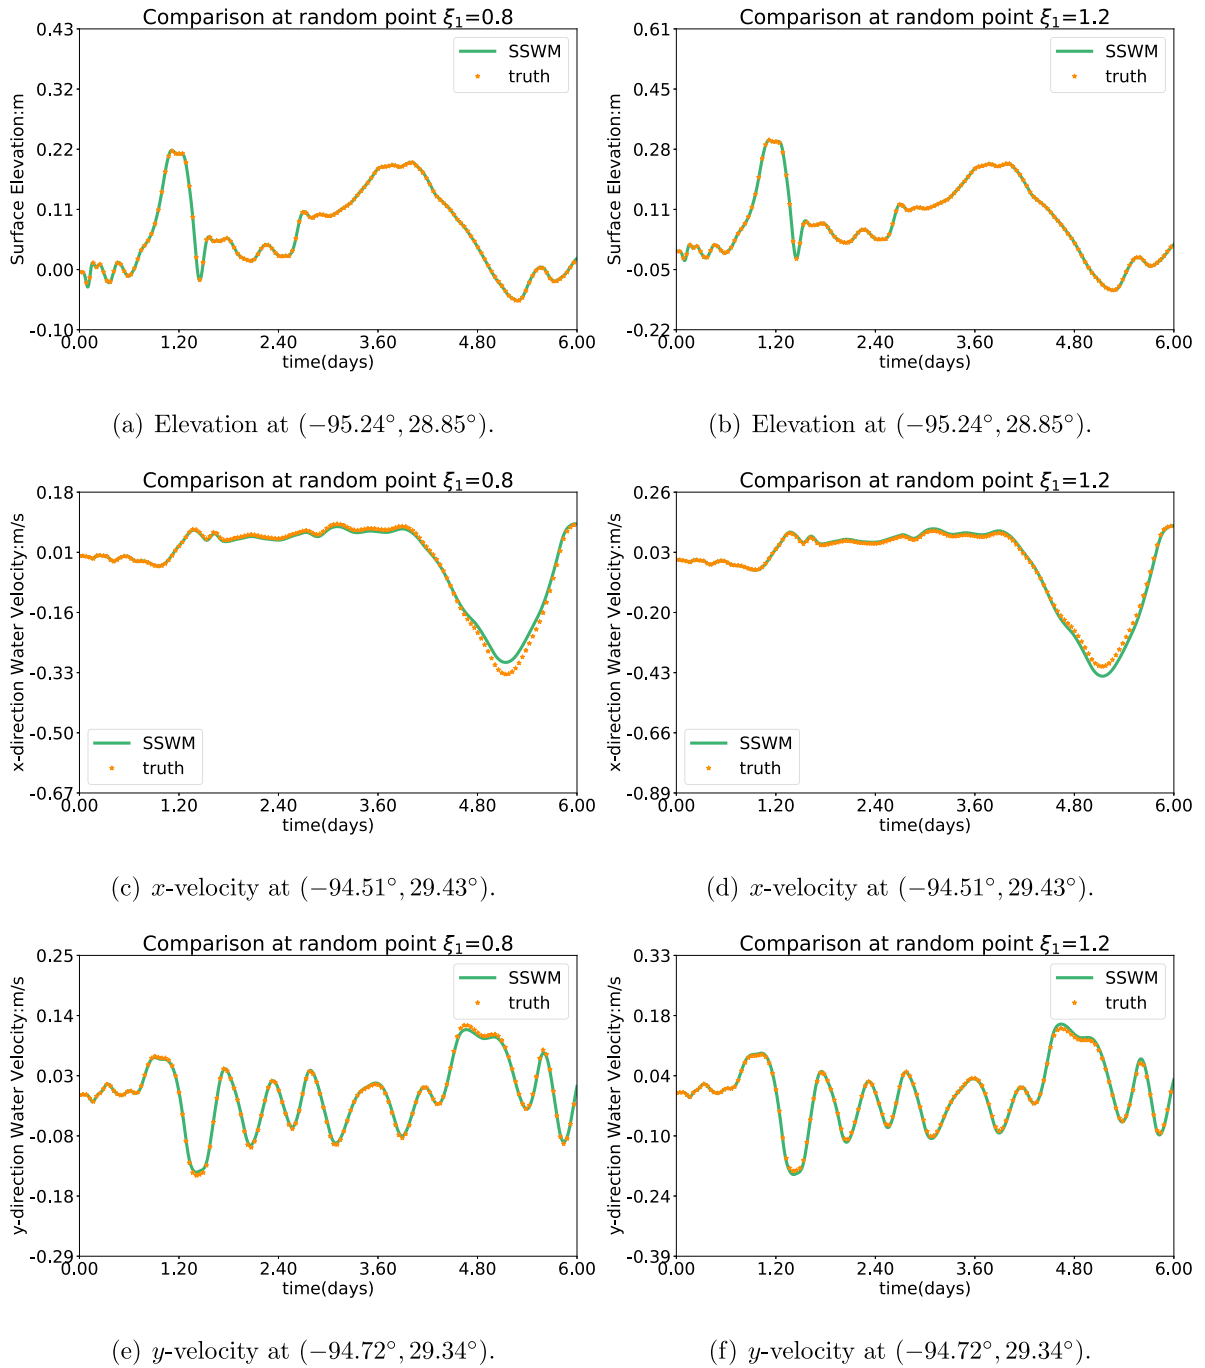 Comparison at random point ξ1=0.8
Surface Elevation:m
0.43
0.32
0.22
0.11
0.00
-0.10
SSWM
truth
0.00 1.20 2.40 3.60 4.80 6.00
time(days)
(a) Elevation at (−95.24°, 28.85°).
Comparison at random point ξ1=1.2
Surface Elevation:m
0.61
0.45
0.28
0.11
-0.05
-0.22
SSWM
truth
0.00 1.20 2.40 3.60 4.80 6.00
time(days)
(b) Elevation at (−95.24°, 28.85°).
Comparison at random point ξ1=0.8
x-direction Water Velocity:m/s
0.18
0.01
-0.16
-0.33
-0.50
-0.67
SSWM
truth
0.00 1.20 2.40 3.60 4.80 6.00
time(days)
(c) x-velocity at (−94.51°, 29.43°).
Comparison at random point ξ1=1.2
x-direction Water Velocity:m/s
0.26
0.03
-0.20
-0.43
-0.66
-0.89
SSWM
truth
0.00 1.20 2.40 3.60 4.80 6.00
time(days)
(d) x-velocity at (−94.51°, 29.43°).
Comparison at random point ξ1=0.8
y-direction Water Velocity:m/s
0.25
0.14
0.03
-0.08
-0.18
-0.29
SSWM
truth
0.00 1.20 2.40 3.60 4.80 6.00
time(days)
(e) y-velocity at (−94.72°, 29.34°).
Comparison at random point ξ1=1.2
y-direction Water Velocity:m/s
0.33
0.18
0.04
-0.10
-0.24
-0.39
SSWM
truth
0.00 1.20 2.40 3.60 4.80 6.00
time(days)
(f) y-velocity at (−94.72°, 29.34°).